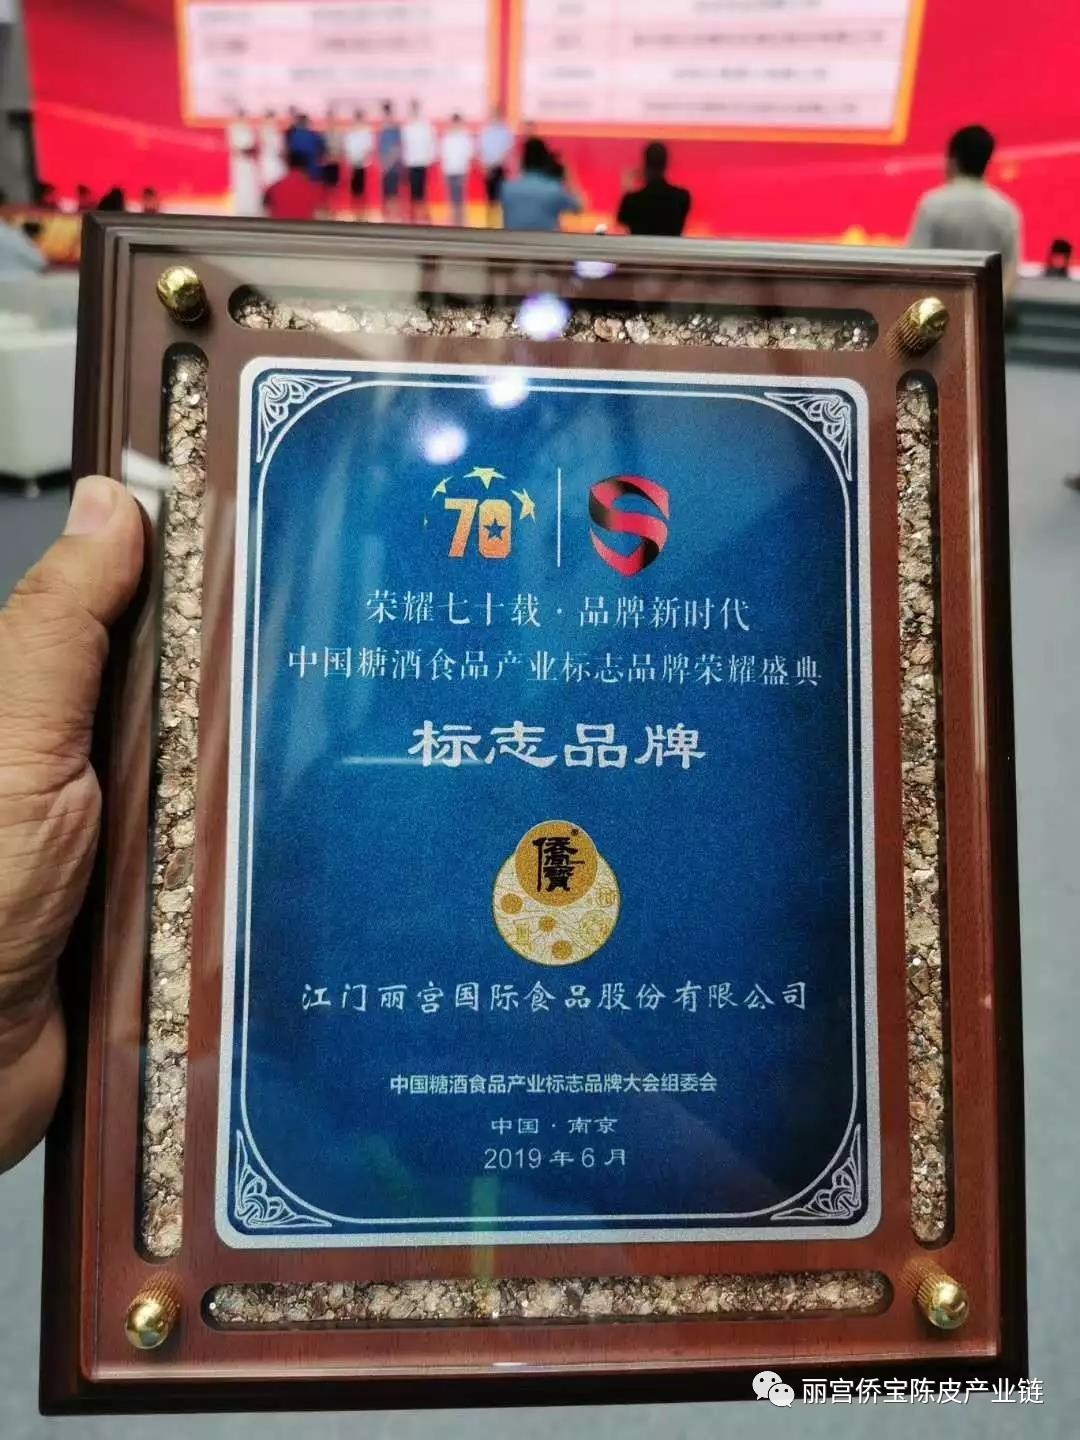 70
荣耀七十载·品牌新时代
中国糖酒食品产业标志品牌荣耀盛典
标志品牌
僑寶®
江门丽宫国际食品股份有限公司
中国糖酒食品产业标志品牌大会组委会
中国·南京
2019年6月
丽宫侨宝陈皮产业链